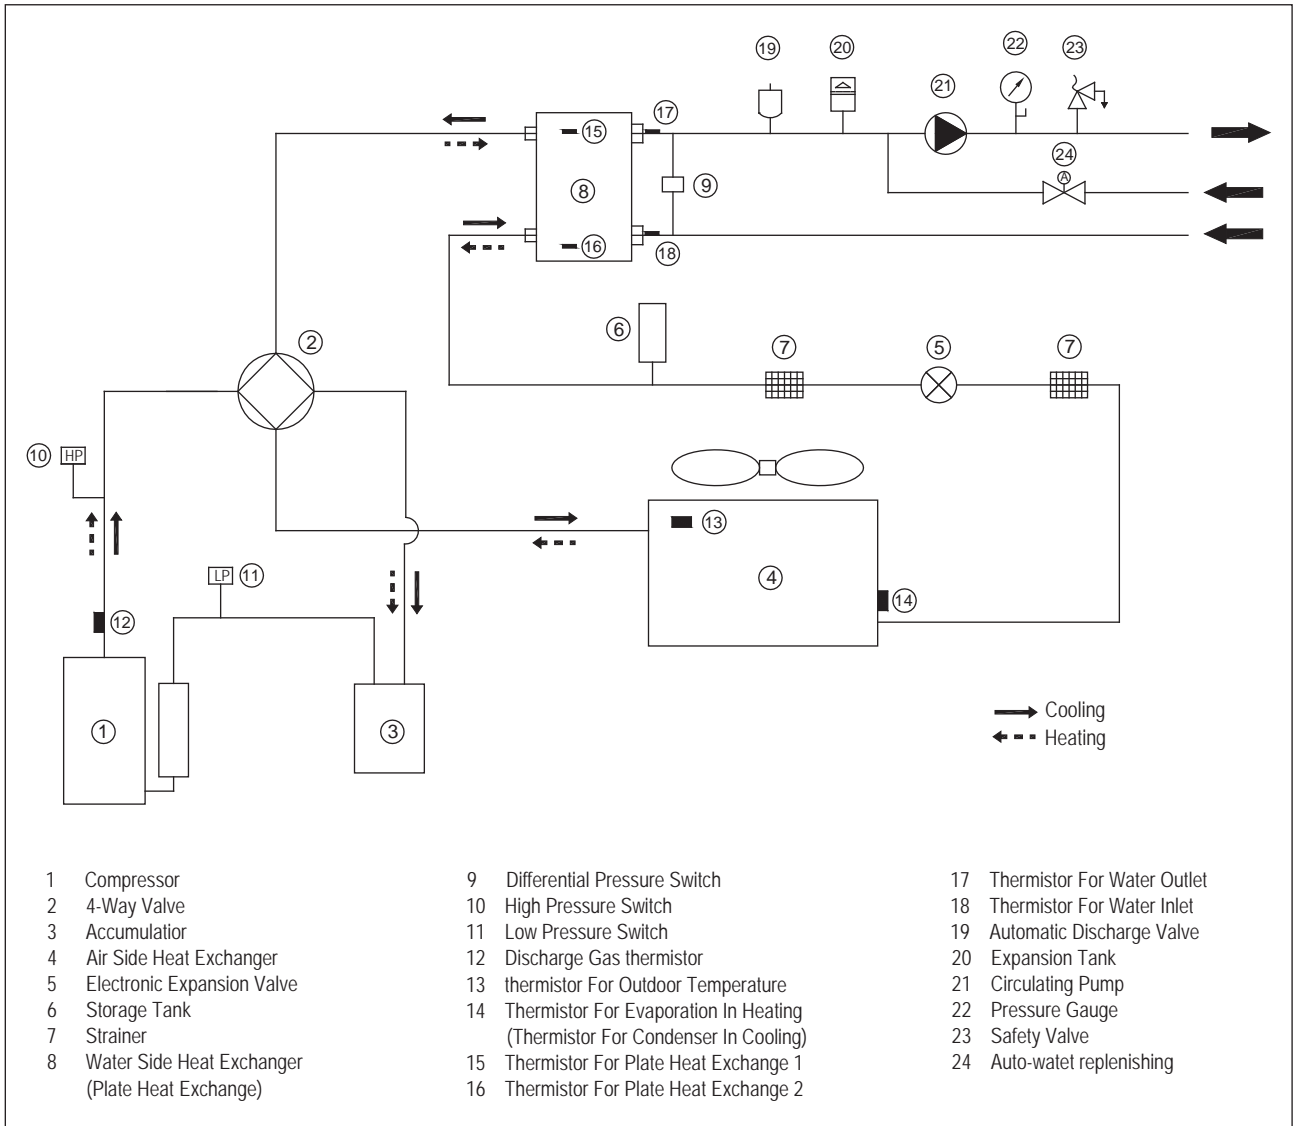 19
20
21
22
23
17
15
24
8
9
16
18
6
2
7
5
7
10 HP
13
LP 11
4
14
12
1
3
Cooling
Heating
1 Compressor
2 4-Way Valve
3 Accumulatior
4 Air Side Heat Exchanger
5 Electronic Expansion Valve
6 Storage Tank
7 Strainer
8 Water Side Heat Exchanger
(Plate Heat Exchange)
9 Differential Pressure Switch
10 High Pressure Switch
11 Low Pressure Switch
12 Discharge Gas thermistor
13 thermistor For Outdoor Temperature
14 Thermistor For Evaporation In Heating
(Thermistor For Condenser In Cooling)
15 Thermistor For Plate Heat Exchange 1
16 Thermistor For Plate Heat Exchange 2
17 Thermistor For Water Outlet
18 Thermistor For Water Inlet
19 Automatic Discharge Valve
20 Expansion Tank
21 Circulating Pump
22 Pressure Gauge
23 Safety Valve
24 Auto-watet replenishing
A